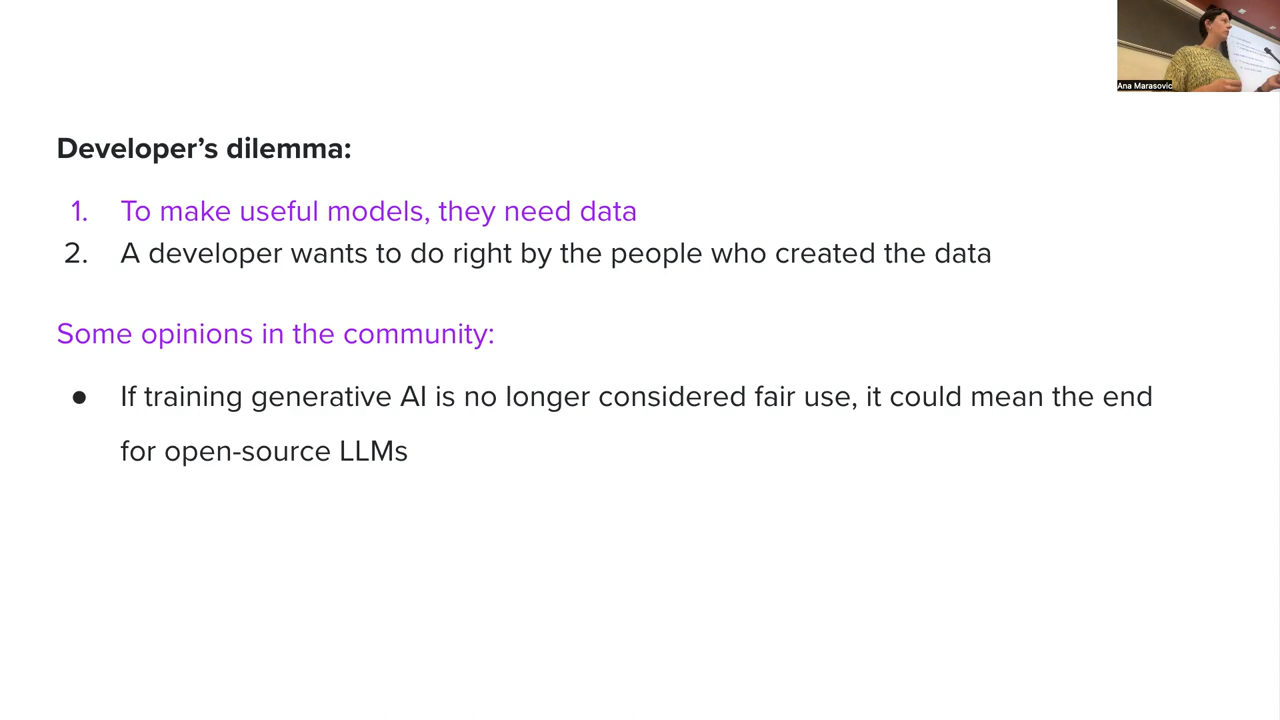 Ana Marasovic
Developer’s dilemma:
1. To make useful models, they need data
2. A developer wants to do right by the people who created the data
Some opinions in the community:
● If training generative AI is no longer considered fair use, it could mean the end
for open-source LLMs